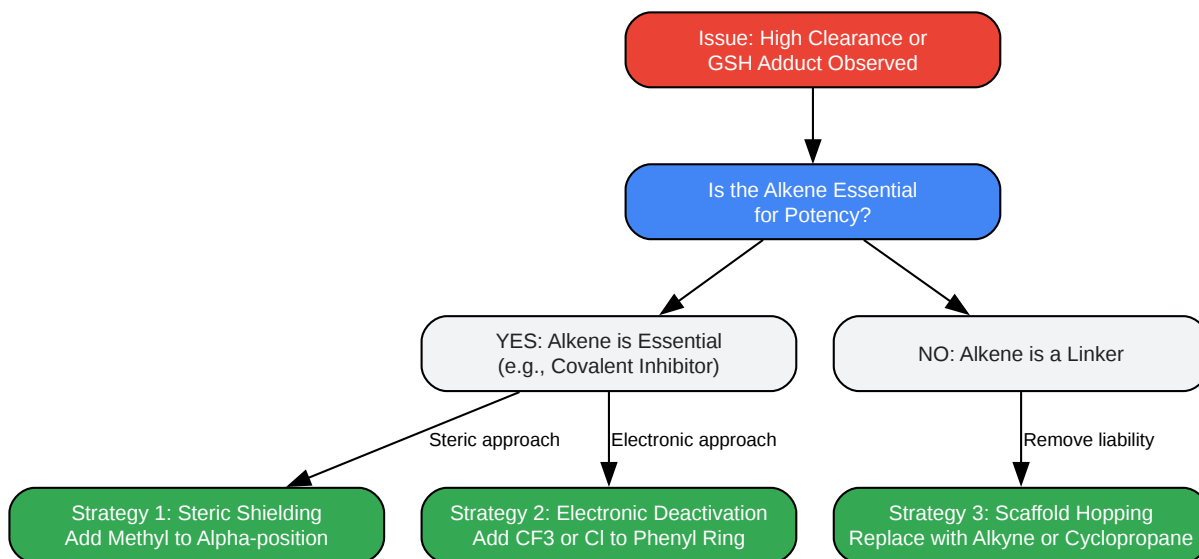 Issue: High Clearance or
GSH Adduct Observed
Is the Alkene Essential
for Potency?
YES: Alkene is Essential
(e.g., Covalent Inhibitor)
NO: Alkene is a Linker
Steric approach
Electronic approach
Remove liability
Strategy 1: Steric Shielding
Add Methyl to Alpha-position
Strategy 2: Electronic Deactivation
Add CF3 or Cl to Phenyl Ring
Strategy 3: Scaffold Hopping
Replace with Alkyne or Cyclopropane